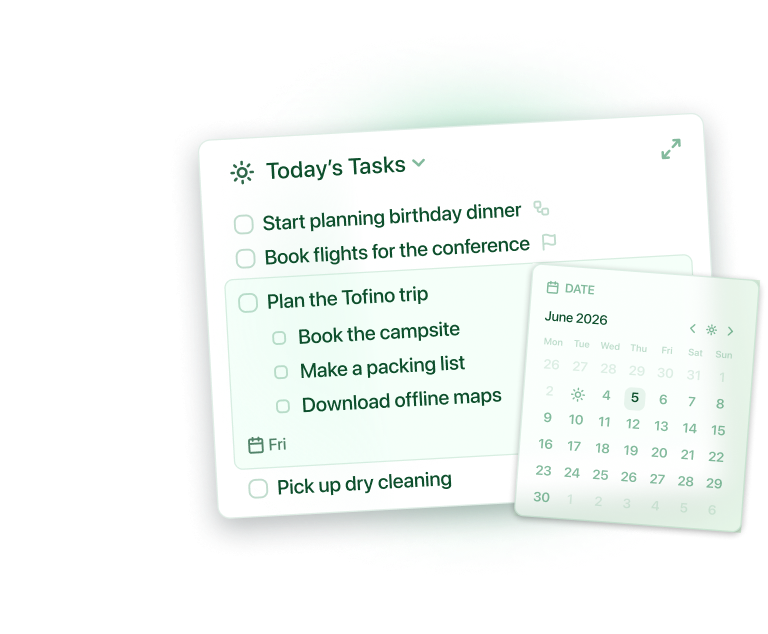 Today's Tasks
Start planning birthday dinner
Book flights for the conference
Plan the Tofino trip
Book the campsite
Make a packing list
Download offline maps
Fri
Pick up dry cleaning
DATE
June 2026
Mon Tue Wed Thu Fri Sat Sun
26 27 28 29 30 31 1
2 4 5 6 7 8
9 10 11 12 13 14 15
16 17 18 19 20 21 22
23 24 25 26 27 28 29
30 1 2 3 4 5 6